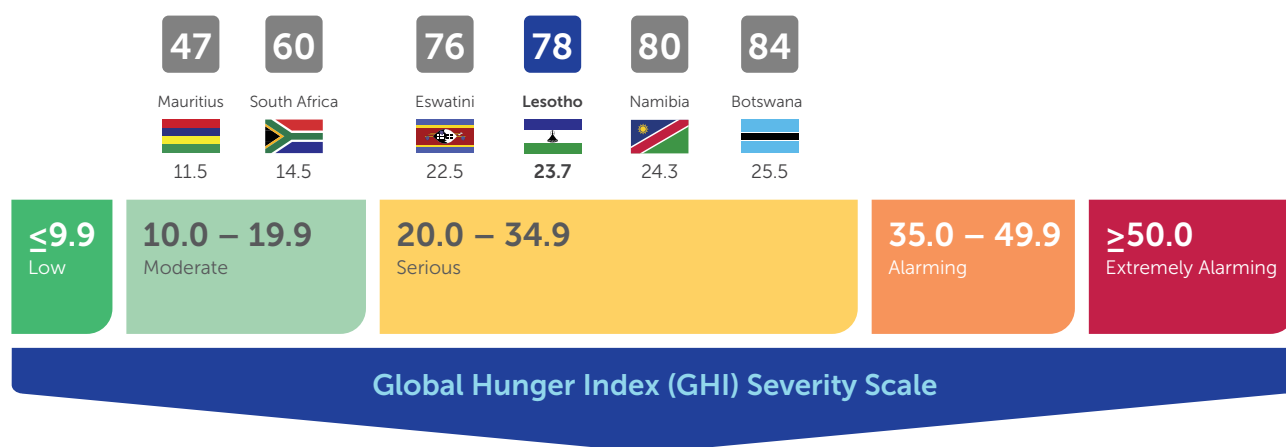 47 60 76 78 80 84
Mauritius South Africa Eswatini Lesotho Namibia Botswana
11.5 14.5 22.5 23.7 24.3 25.5
≤9.9 10.0 – 19.9 20.0 – 34.9 35.0 – 49.9 ≥50.0
Low Moderate Serious Alarming Extremely Alarming
Global Hunger Index (GHI) Severity Scale